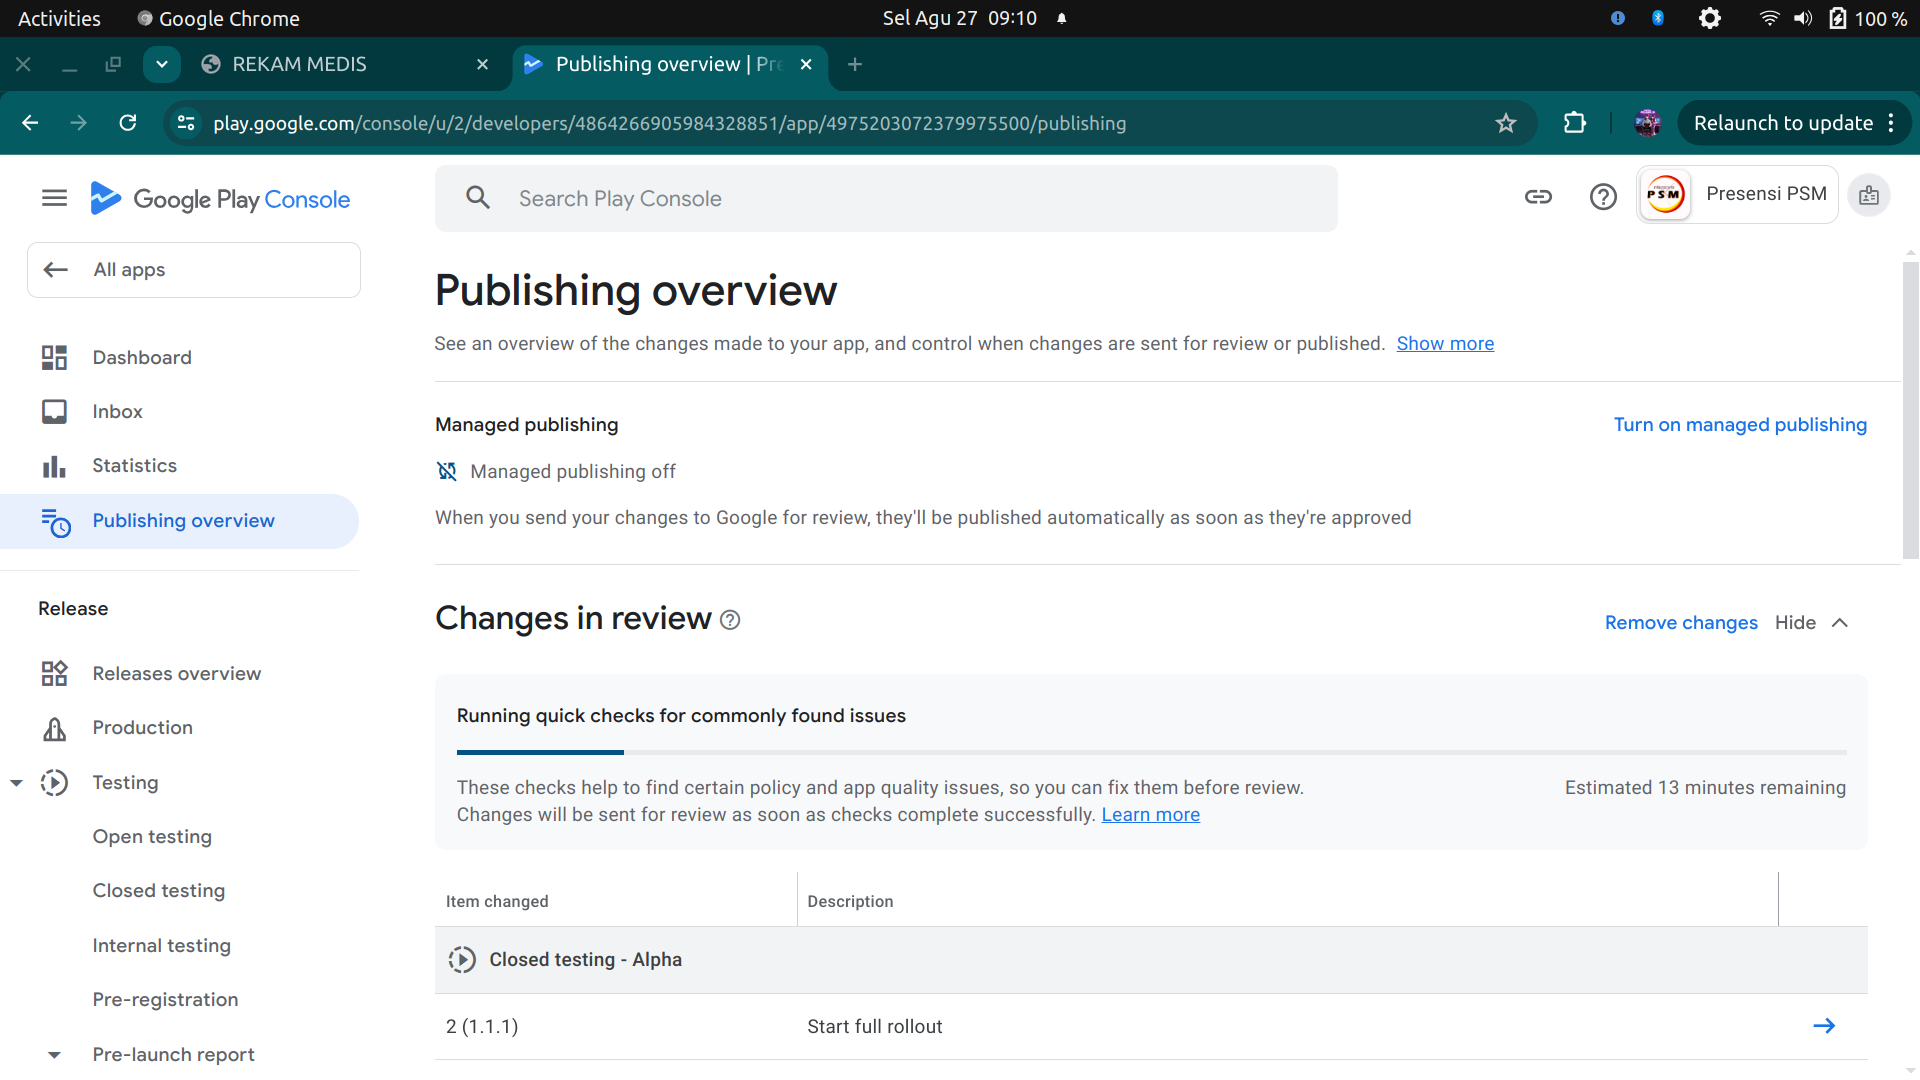 Activities
Google Chrome
Sel Agu 27 09:10
100 %
REKAM MEDIS
Publishing overview | Pre
play.google.com/console/u/2/developers/4864266905984328851/app/4975203072379975500/publishing
Relaunch to update
Google Play Console
Search Play Console
PSM
Presensi PSM
All apps
Dashboard
Inbox
Statistics
Publishing overview
Release
Releases overview
Production
Testing
Open testing
Closed testing
Internal testing
Pre-registration
Pre-launch report
Publishing overview
See an overview of the changes made to your app, and control when changes are sent for review or published. Show more
Managed publishing
Turn on managed publishing
Managed publishing off
When you send your changes to Google for review, they'll be published automatically as soon as they're approved
Changes in review
Remove changes
Hide
Running quick checks for commonly found issues
These checks help to find certain policy and app quality issues, so you can fix them before review.
Changes will be sent for review as soon as checks complete successfully. Learn more
Estimated 13 minutes remaining
Item changed
Description
Closed testing - Alpha
2 (1.1.1)
Start full rollout